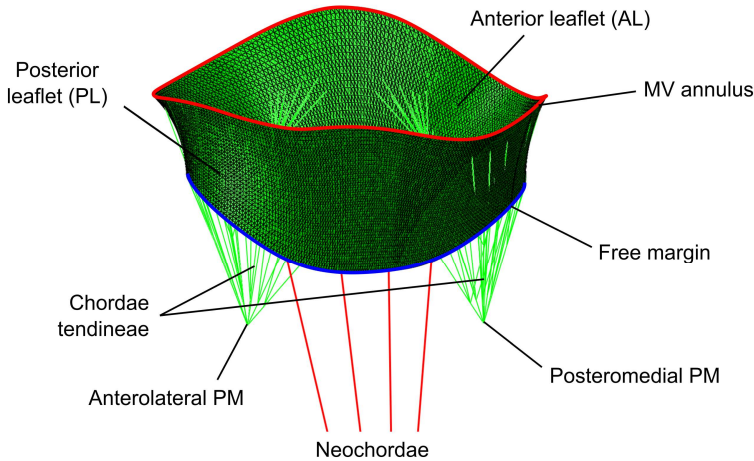 Anterior leaflet (AL)
Posterior
leaflet (PL)
MV annulus
Free margin
Chordae
tendineae
Posteromedial PM
Anterolateral PM
Neochordae